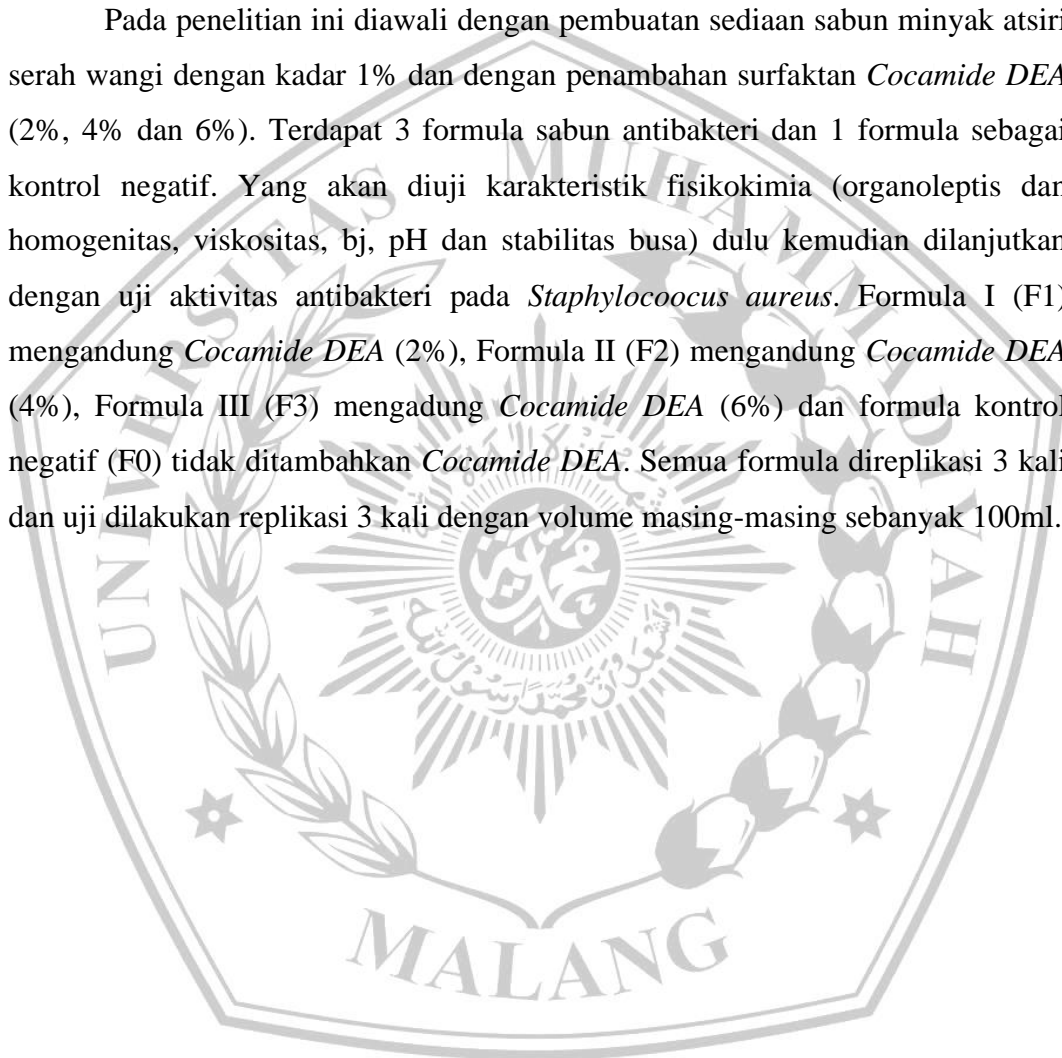 Pada penelitian ini diawali dengan pembuatan sediaan sabun minyak atsiri
serah wangi dengan kadar 1% dan dengan penambahan surfaktan Cocamide DEA
(2%, 4% dan 6%). Terdapat 3 formula sabun antibakteri dan 1 formula sebagai
kontrol negatif. Yang akan diuji karakteristik fisikokimia (organoleptis dan
homogenitas, viskositas, bj, pH dan stabilitas busa) dulu kemudian dilanjutkan
dengan uji aktivitas antibakteri pada Staphylocoocus aureus. Formula I (F1)
mengandung Cocamide DEA (2%), Formula II (F2) mengandung Cocamide DEA
(4%), Formula III (F3) mengadung Cocamide DEA (6%) dan formula kontrol
negatif (F0) tidak ditambahkan Cocamide DEA. Semua formula direplikasi 3 kali
dan uji dilakukan replikasi 3 kali dengan volume masing-masing sebanyak 100ml.
UNIVERSITAS MUHAMMADIYAH
MALANG